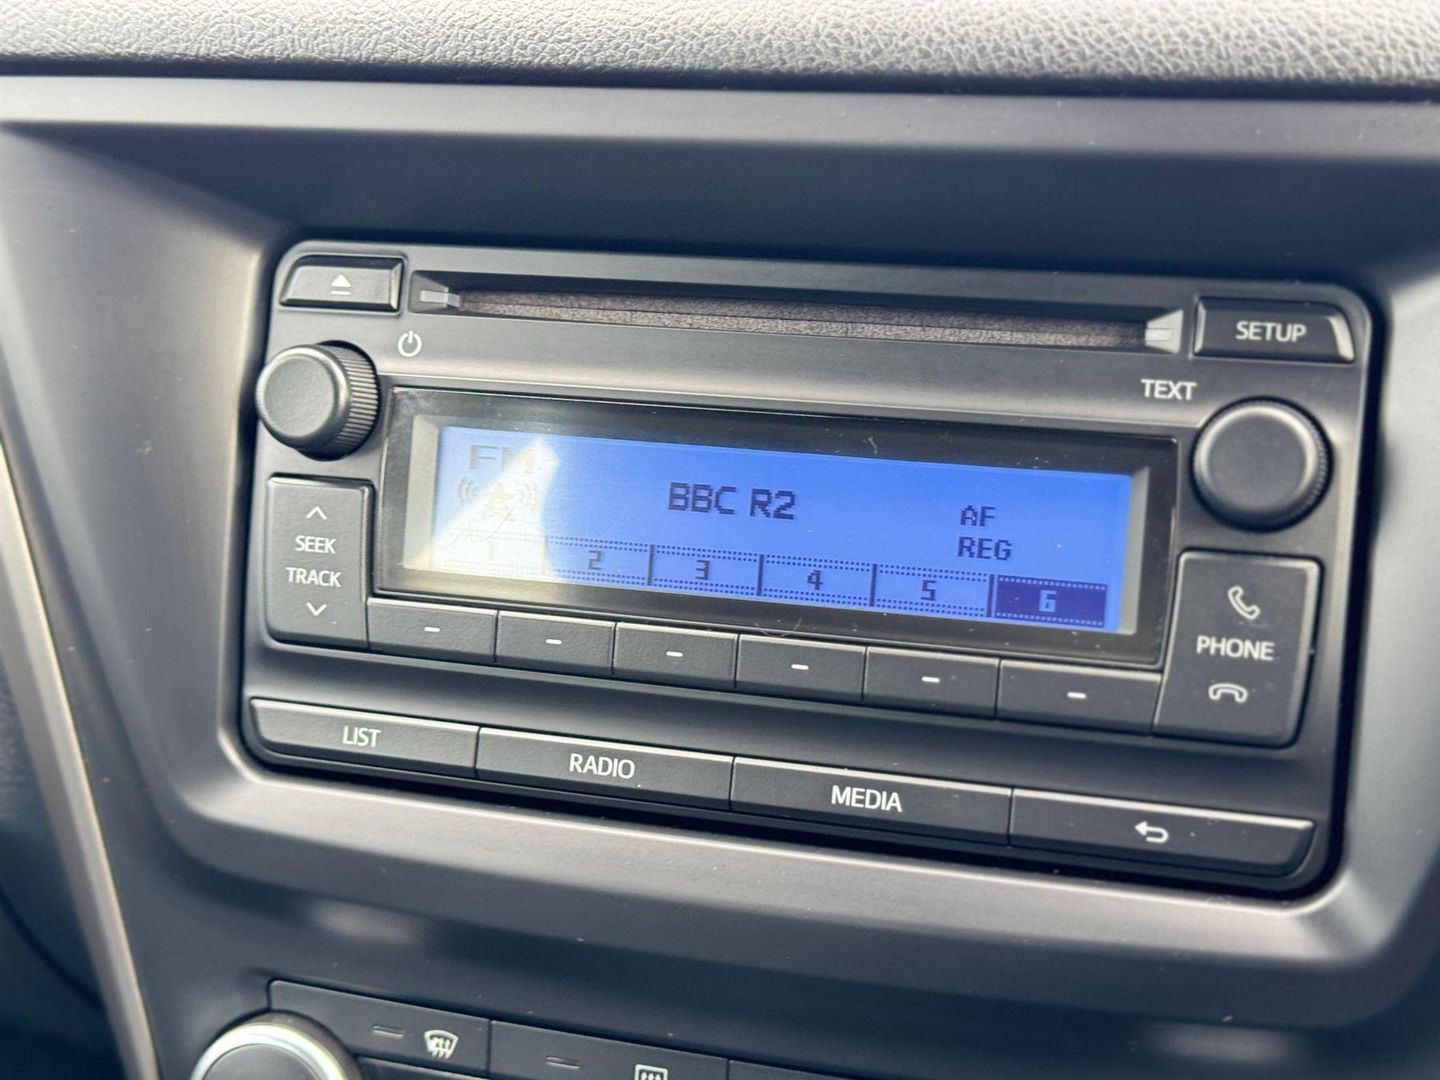 SETUP
TEXT
FM
BBC R2
AF
REG
1 2 3 4 5 6
SEEK
TRACK
PHONE
LIST
RADIO
MEDIA